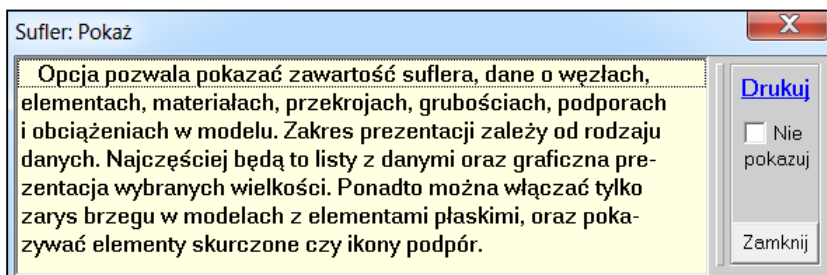 Sufler: Pokaż
Opcja pozwala pokazać zawartość suflera, dane o węzłach,
elementach, materiałach, przekrojach, grubościach, podporach
i obciążeniach w modelu. Zakres prezentacji zależy od rodzaju
danych. Najczęściej będą to listy z danymi oraz graficzna pre-
zentacja wybranych wielkości. Ponadto można włączać tylko
zarys brzegu w modelach z elementami płaskimi, oraz poka-
zywać elementy skurczone czy ikony podpór.
Drukuj
Nie
pokazuj
Zamknij